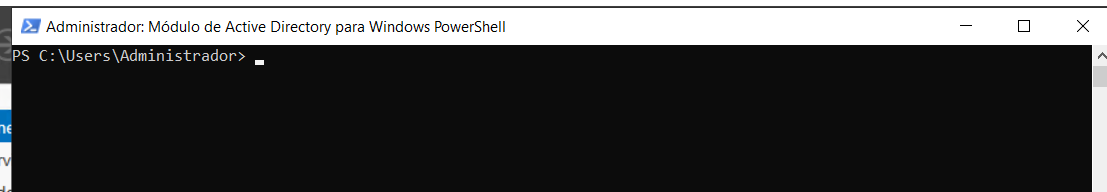 Administrador: Módulo de Active Directory para Windows PowerShell
PS C:\Users\Administrador>